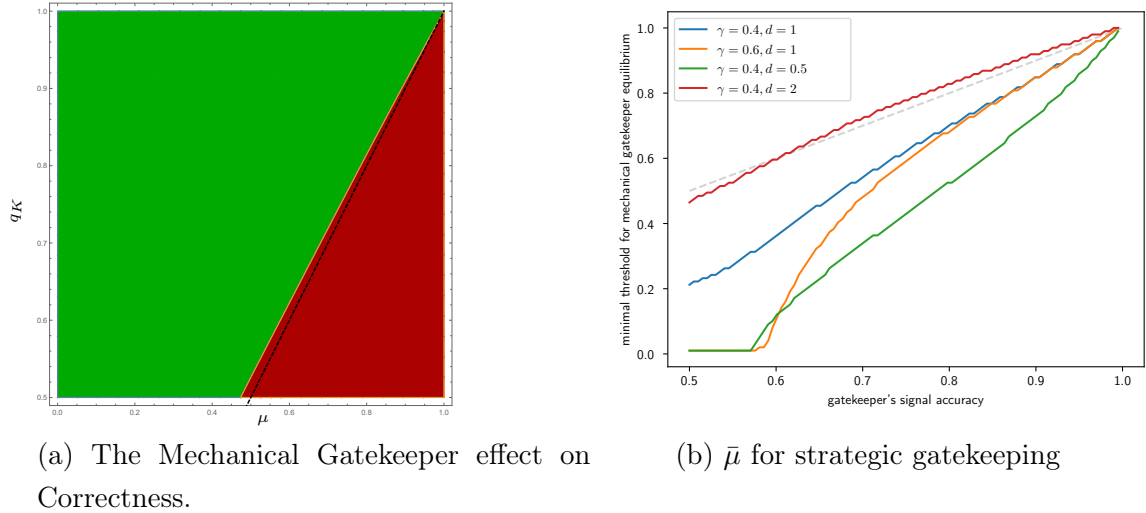 1.0
0.9
0.8
0.7
0.6
0.5
q_K
0.0
0.2
0.4
0.6
0.8
1.0
μ
(a) The Mechanical Gatekeeper effect on
Correctness.
γ = 0.4, d = 1
γ = 0.6, d = 1
γ = 0.4, d = 0.5
γ = 0.4, d = 2
minimal threshold for mechanical gatekeeper equilibrium
1.0
0.8
0.6
0.4
0.2
0.0
0.5
0.6
0.7
0.8
0.9
1.0
gatekeeper's signal accuracy
(b) μ̄ for strategic gatekeeping